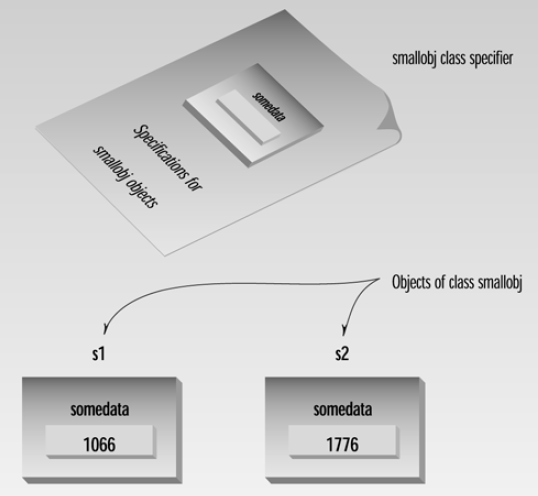 smallobj class specifier
somedata
Specifications for
smallobj objects
Objects of class smallobj
s1
s2
somedata
somedata
1066
1776